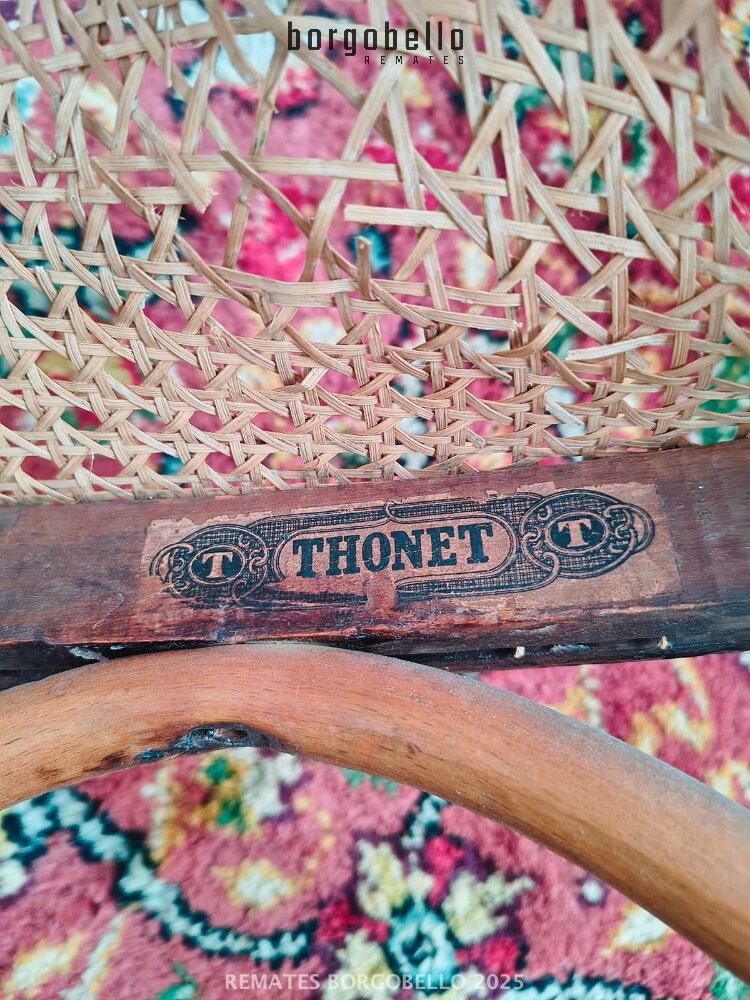 borgobello
REMATES
T THONET T
REMATES BORGOBELLO 2025